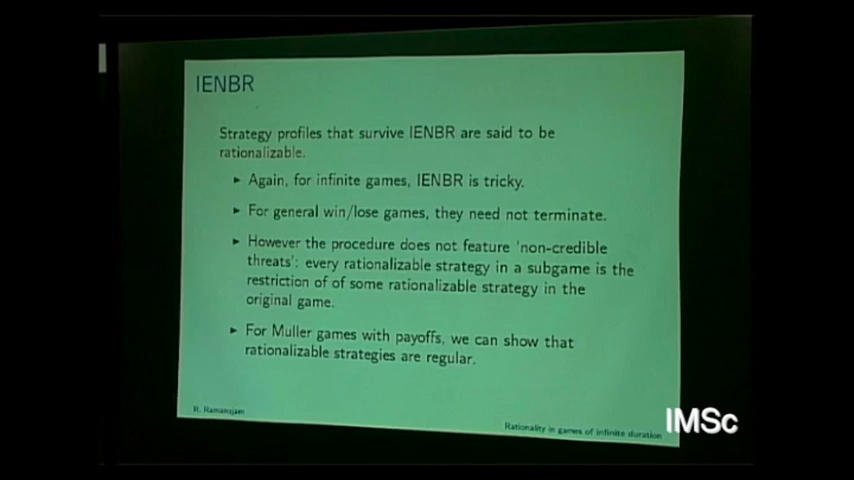 IENBR
Strategy profiles that survive IENBR are said to be
rationalizable.
► Again, for infinite games, IENBR is tricky.
► For general win/lose games, they need not terminate.
► However the procedure does not feature 'non-credible
threats': every rationalizable strategy in a subgame is the
restriction of of some rationalizable strategy in the
original game.
► For Muller games with payoffs, we can show that
rationalizable strategies are regular.
R. Ramanujam
Rationality in games of infinite duration
IMSc